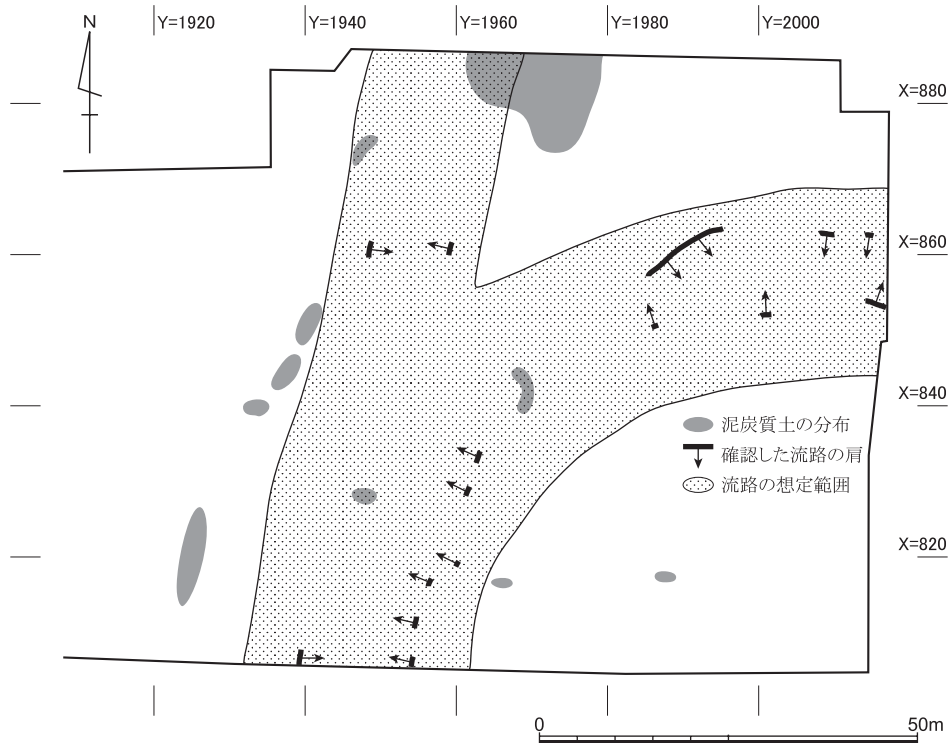 N
Y=1920
Y=1940
Y=1960
Y=1980
Y=2000
X=880
X=860
X=840
泥炭質土の分布
確認した流路の肩
流路の想定範囲
X=820
0
50m